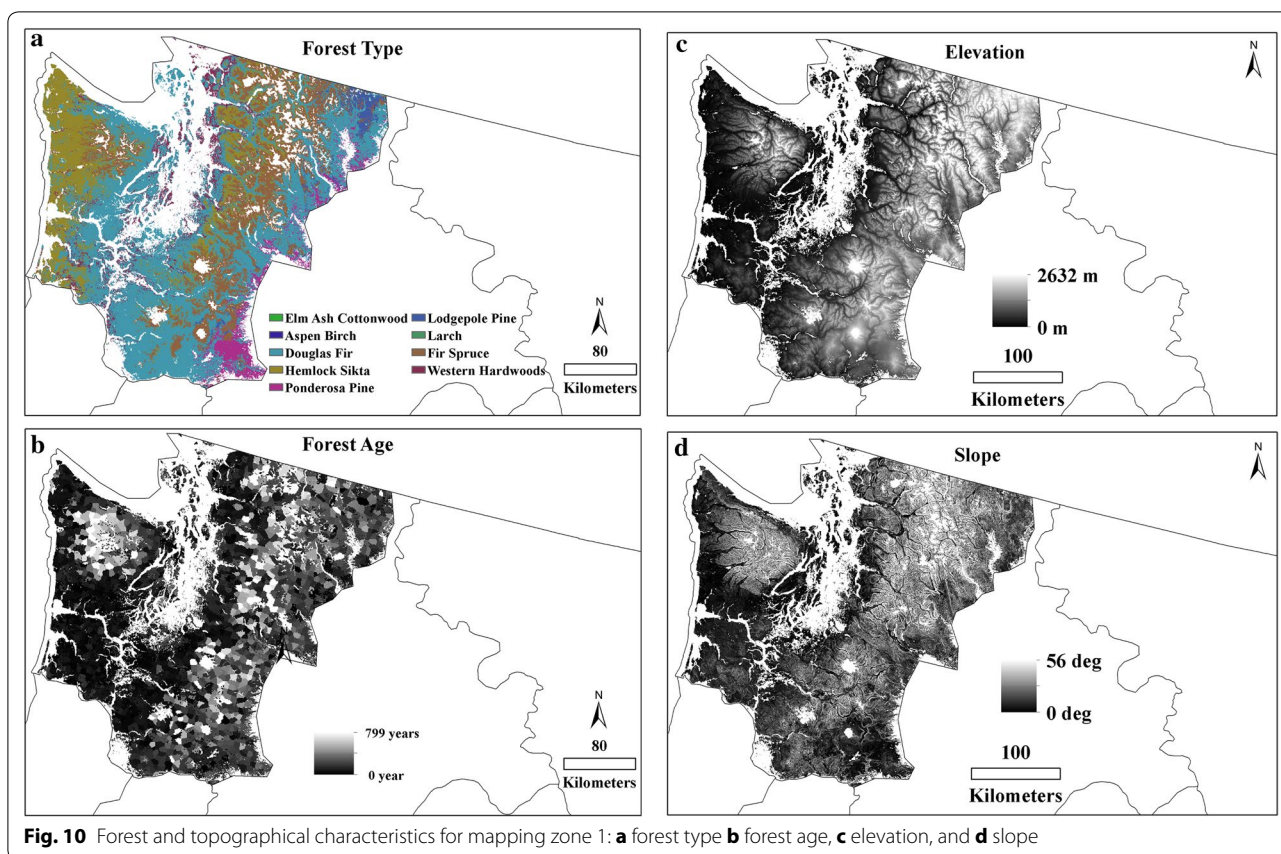 a
Forest Type
Elm Ash Cottonwood
Aspen Birch
Douglas Fir
Hemlock Sikta
Ponderosa Pine
Lodgepole Pine
Larch
Fir Spruce
Western Hardwoods
N
80
Kilometers
c
Elevation
N
2632 m
0 m
100
Kilometers
b
Forest Age
799 years
0 year
N
80
Kilometers
d
Slope
N
56 deg
0 deg
100
Kilometers
Fig. 10 Forest and topographical characteristics for mapping zone 1: a forest type b forest age, c elevation, and d slope